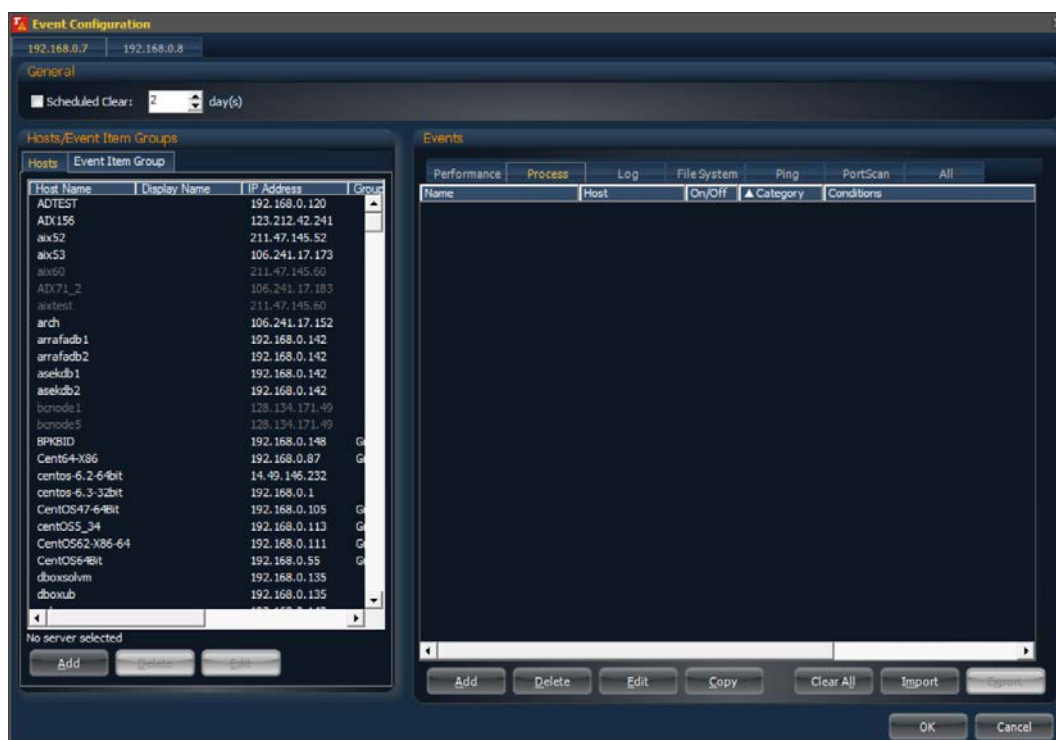 Event Configuration
192.168.0.7 192.168.0.8
General
Scheduled Clear: 2 day(s)
Hosts/Event Item Groups
Hosts Event Item Group
Host Name Display Name IP Address Group
ADTEST 192.168.0.120
AIX156 123.212.42.241
aix52 211.47.145.52
aix53 106.241.17.173
aix60 211.47.145.60
AIX71_2 106.241.17.183
aixtest 211.47.145.60
arch 106.241.17.152
arrafadb1 192.168.0.142
arrafadb2 192.168.0.142
asekdb1 192.168.0.142
asekdb2 192.168.0.142
bcnode1 128.134.171.49
bcnode5 128.134.171.49
BPKBID 192.168.0.148
Cent64-X86 192.168.0.87
centos-6.2-64bit 14.49.146.232
centos-6.3-32bit 192.168.0.1
CentOS47-64Bit 192.168.0.105
centOS5_34 192.168.0.113
CentOS62-X86-64 192.168.0.111
CentOS64Bit 192.168.0.55
dboxsolvm 192.168.0.135
dboxub 192.168.0.135
No server selected
Add Delete Edit
Events
Performance Process Log File System Ping PortScan All
Name Host On/Off Category Conditions
Add Delete Edit Copy Clear All Import Export
OK Cancel